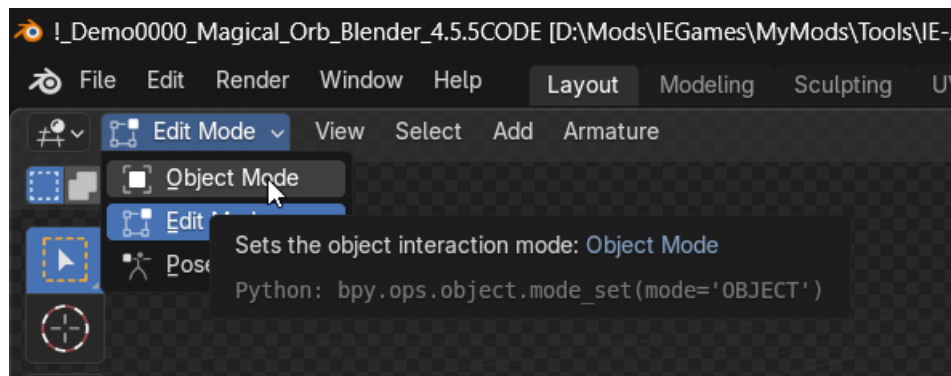 !_Demo0000_Magical_Orb_Blender_4.5.5CODE [D:\Mods\IEGames\MyMods\Tools\IE-
File Edit Render Window Help Layout Modeling Sculpting
Edit Mode View Select Add Armature
Object Mode
Edit
Pose
Sets the object interaction mode: Object Mode
Python: bpy.ops.object.mode_set(mode='OBJECT')